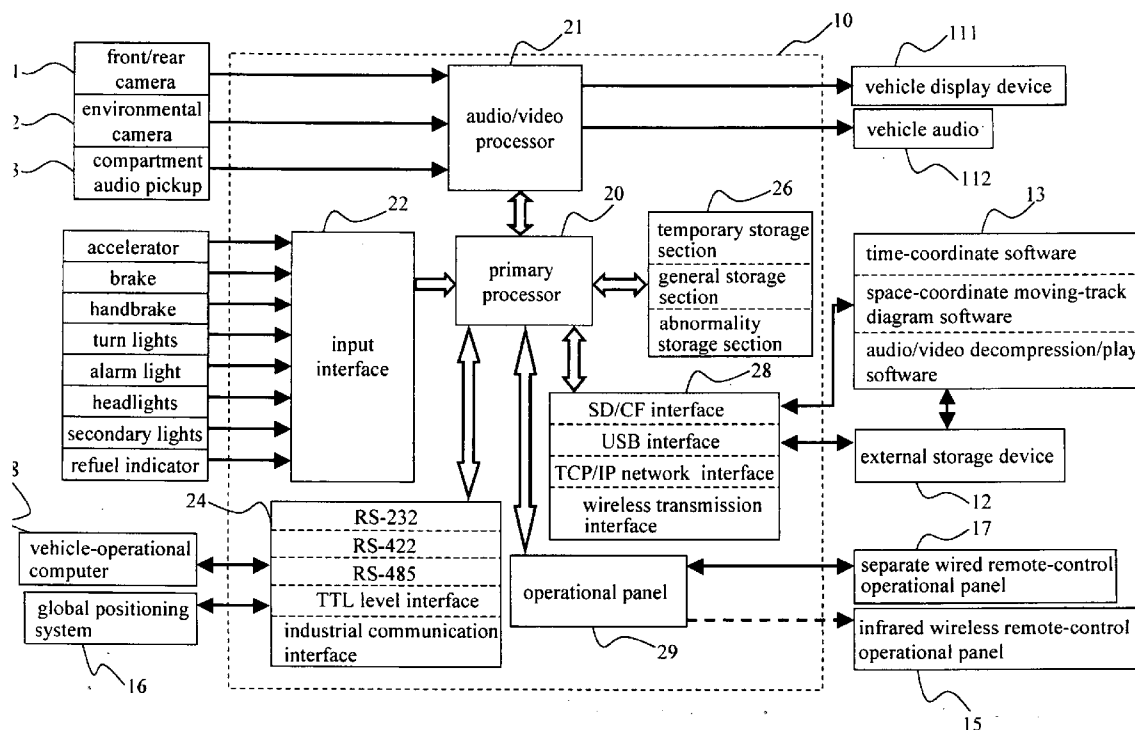 21
10
111
1
front/rear
camera
2
environmental
camera
3
compartment
audio pickup
audio/video
processor
vehicle display device
vehicle audio
112
22
20
26
13
accelerator
brake
handbrake
turn lights
alarm light
headlights
secondary lights
refuel indicator
input
interface
primary
processor
temporary storage
section
general storage
section
abnormality
storage section
time-coordinate software
space-coordinate moving-track
diagram software
audio/video decompression/play
software
28
SD/CF interface
USB interface
TCP/IP network interface
wireless transmission
interface
external storage device
12
24
RS-232
RS-422
RS-485
TTL level interface
industrial communication
interface
8
vehicle-operational
computer
global positioning
system
16
operational panel
29
17
separate wired remote-control
operational panel
infrared wireless remote-control
operational panel
15